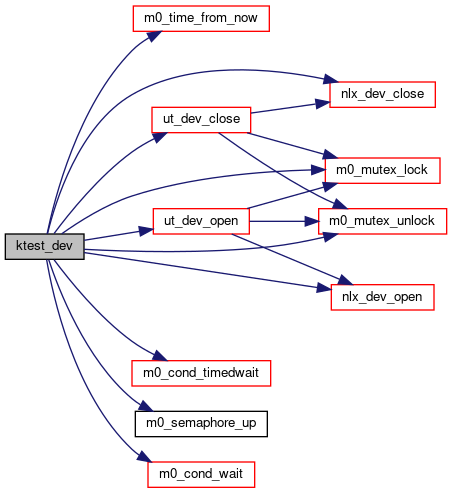 m0_time_from_now
nlx_dev_close
ut_dev_close
m0_mutex_lock
ut_dev_open
m0_mutex_unlock
ktest_dev
nlx_dev_open
m0_cond_timedwait
m0_semaphore_up
m0_cond_wait